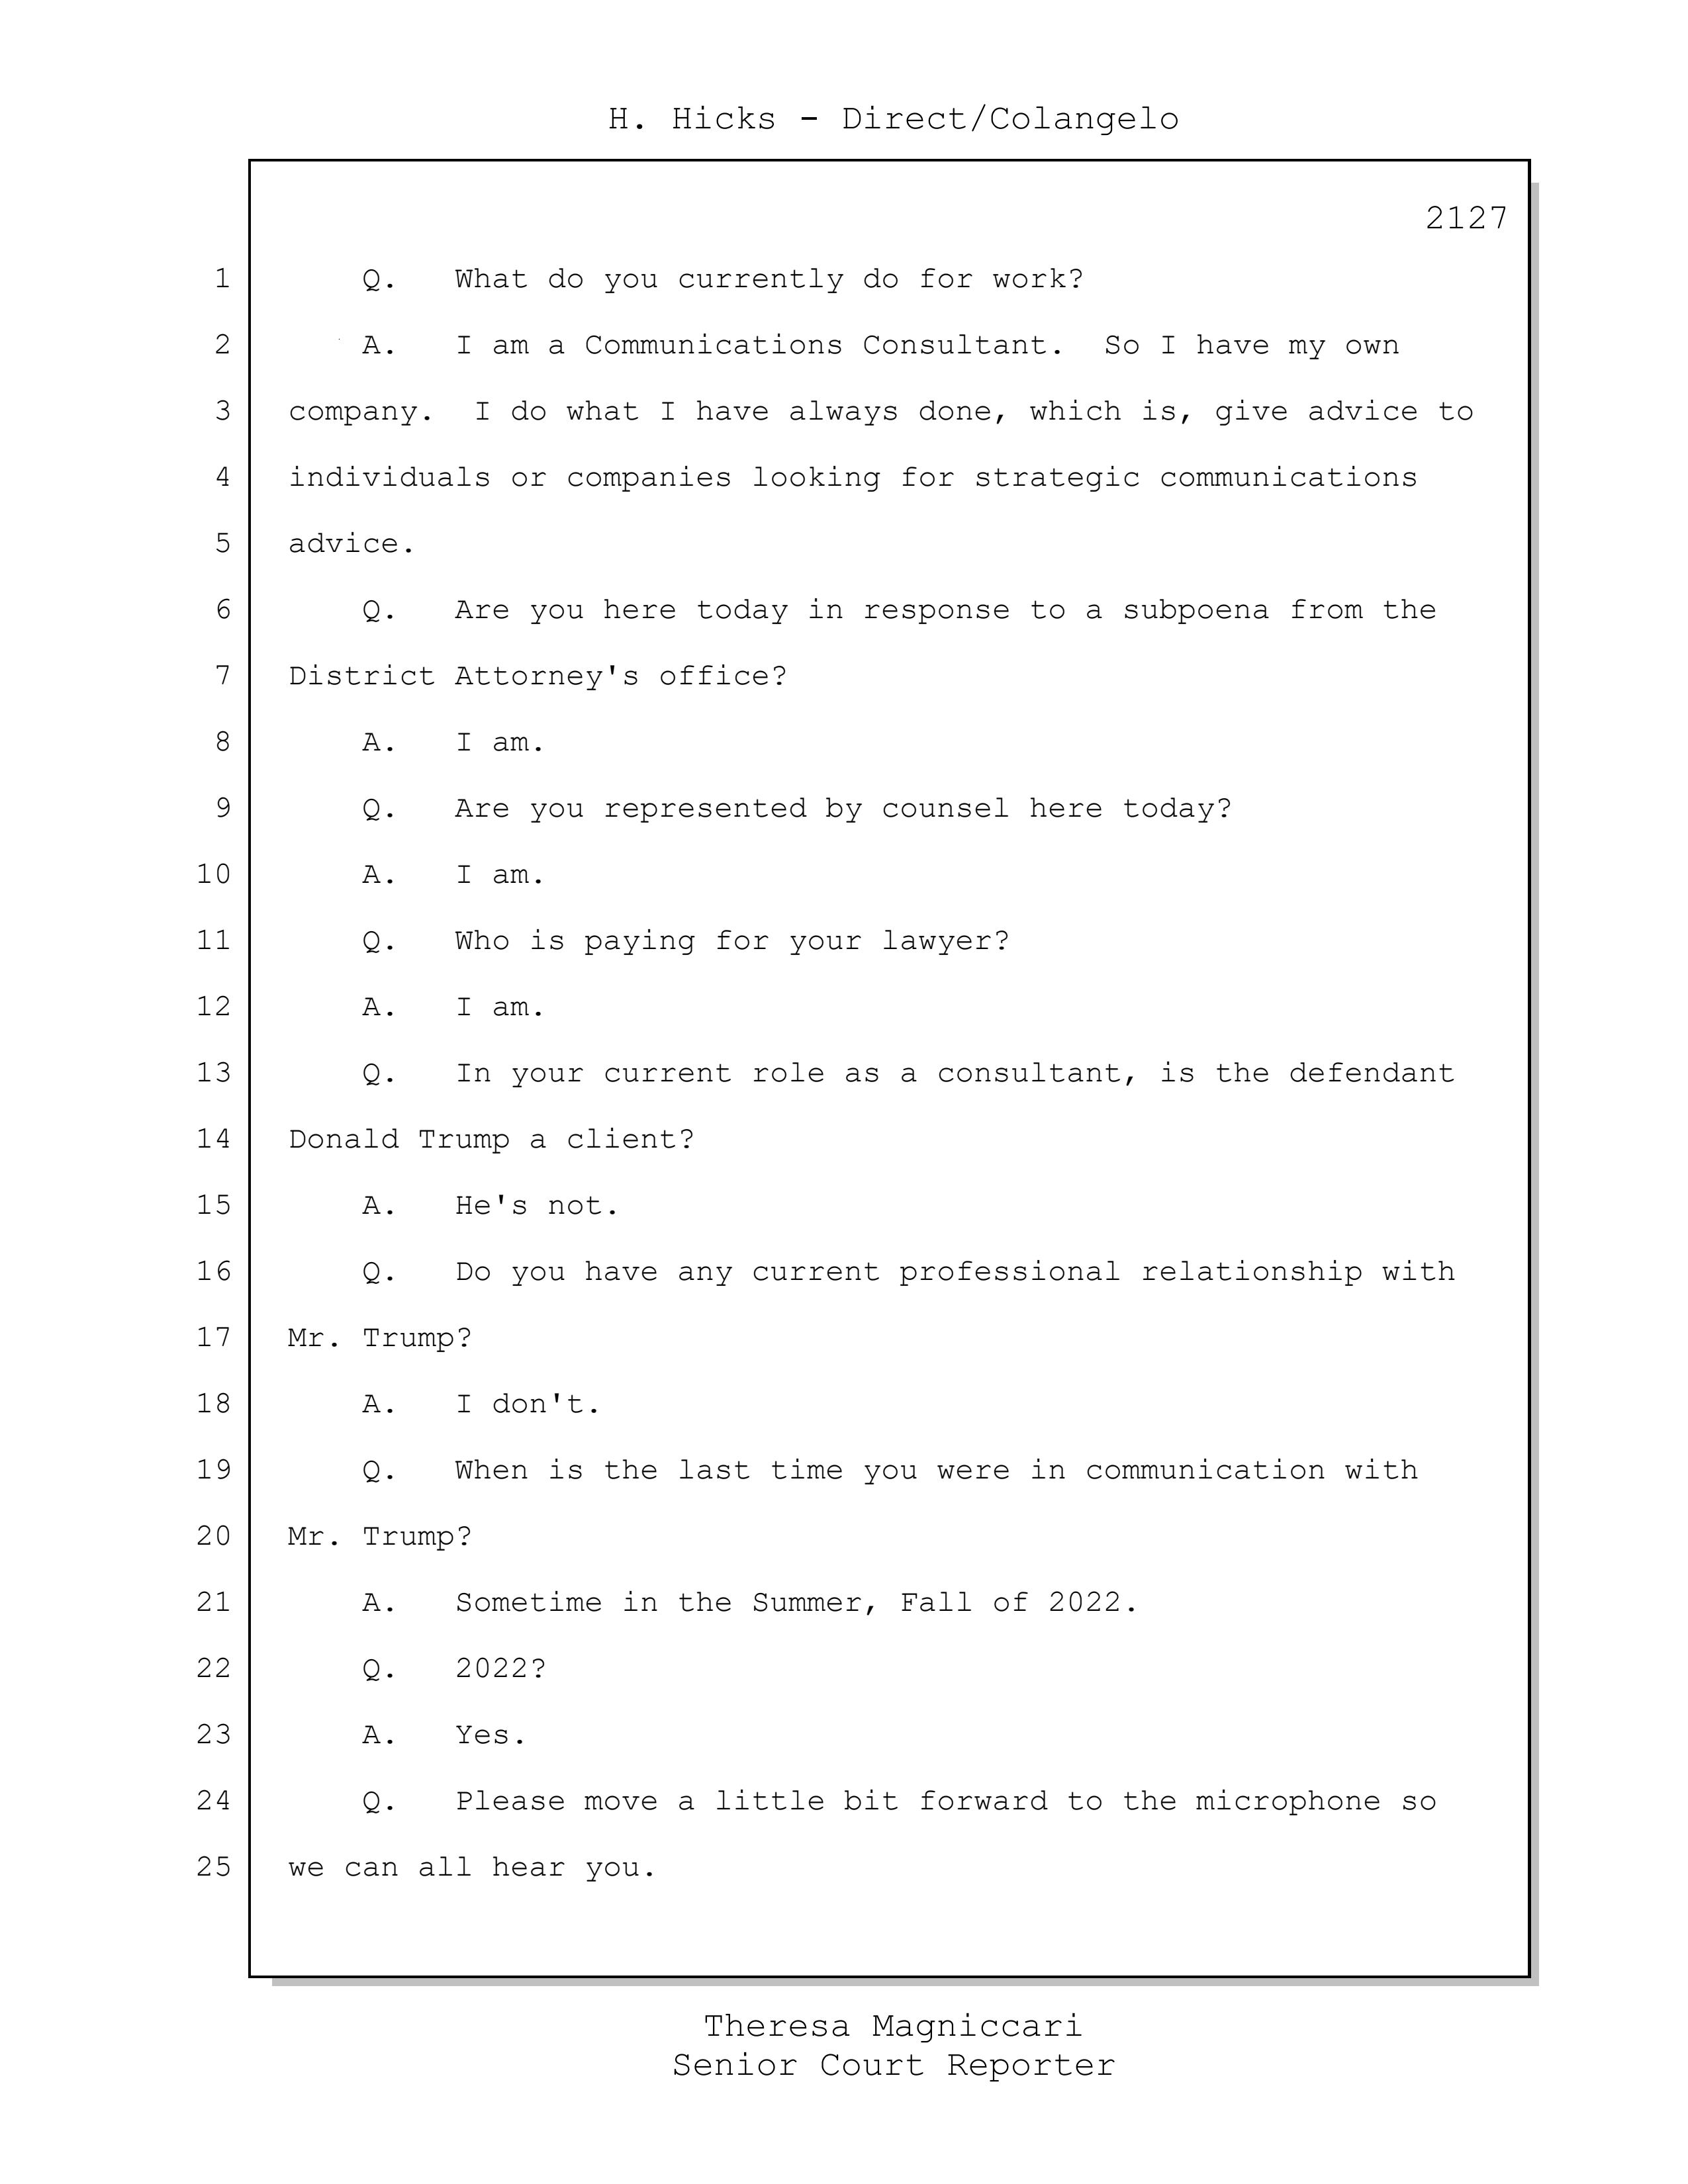 H. Hicks - Direct/Colangelo
2127
1 Q. What do you currently do for work?
2 A. I am a Communications Consultant. So I have my own
3 company. I do what I have always done, which is, give advice to
4 individuals or companies looking for strategic communications
5 advice.
6 Q. Are you here today in response to a subpoena from the
7 District Attorney's office?
8 A. I am.
9 Q. Are you represented by counsel here today?
10 A. I am.
11 Q. Who is paying for your lawyer?
12 A. I am.
13 Q. In your current role as a consultant, is the defendant
14 Donald Trump a client?
15 A. He's not.
16 Q. Do you have any current professional relationship with
17 Mr. Trump?
18 A. I don't.
19 Q. When is the last time you were in communication with
20 Mr. Trump?
21 A. Sometime in the Summer, Fall of 2022.
22 Q. 2022?
23 A. Yes.
24 Q. Please move a little bit forward to the microphone so
25 we can all hear you.
Theresa Magniccari
Senior Court Reporter